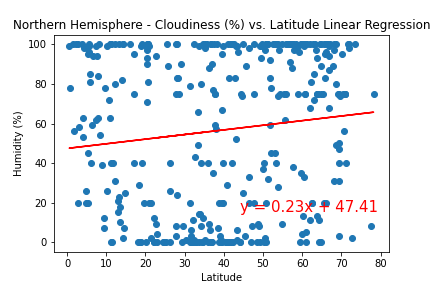 Northern Hemisphere - Cloudiness (%) vs. Latitude Linear Regression
Humidity (%)
100
80
60
40
20
0
y = 0.23x + 47.41
0 10 20 30 40 50 60 70 80
Latitude